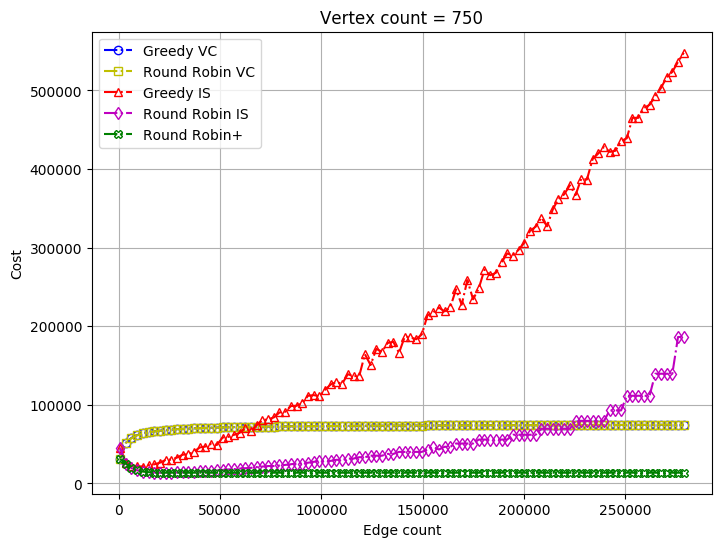 Vertex count = 750
Greedy VC
Round Robin VC
Greedy IS
Round Robin IS
Round Robin+
500000
400000
300000
200000
100000
0
Cost
0 50000 100000 150000 200000 250000
Edge count